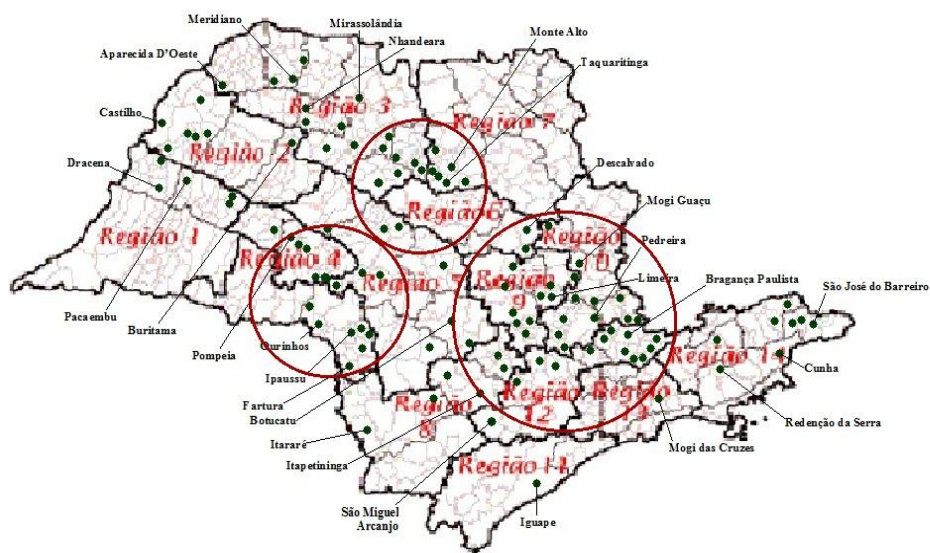 Meridiano
Mirassolândia
Nhandeara
Monte Alto
Taquaritinga
Aparecida D'Oeste
Região 3
Região 7
Castilho
Região 2
Descalvado
Dracena
Mogi Guaçu
Região 6
Região 1
Região
10
Pedreira
Região 4
Região
Região
9
Limeira
Bragança Paulista
São José do Barreiro
Pacaembu
Buritama
Pompeia
Ourinhos
Região 14
Cunha
Ipaussu
Fartura
Botucatu
Região
8
Região
12
Região
Redenção da Serra
Itararé
Itapetininga
Mogi das Cruzes
Região 11
São Miguel
Arcanjo
Iguape